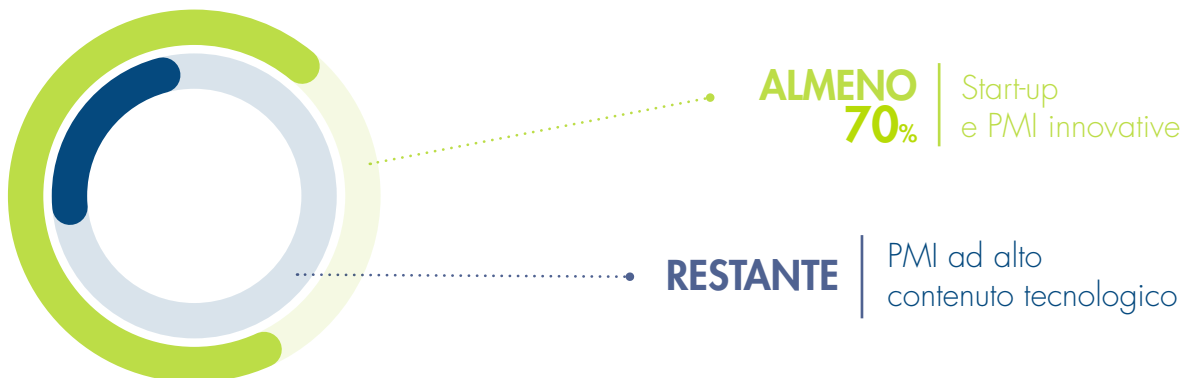 ALMENO
70%
Start-up
e PMI innovative
RESTANTE
PMI ad alto
contenuto tecnologico